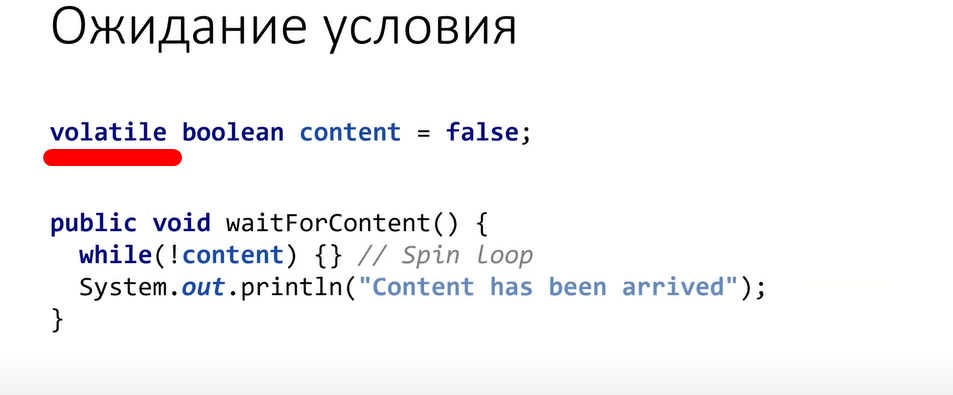 Ожидание условия
volatile boolean content = false;
public void waitForContent() {
while(!content) {} // Spin loop
System.out.println("Content has been arrived");
}